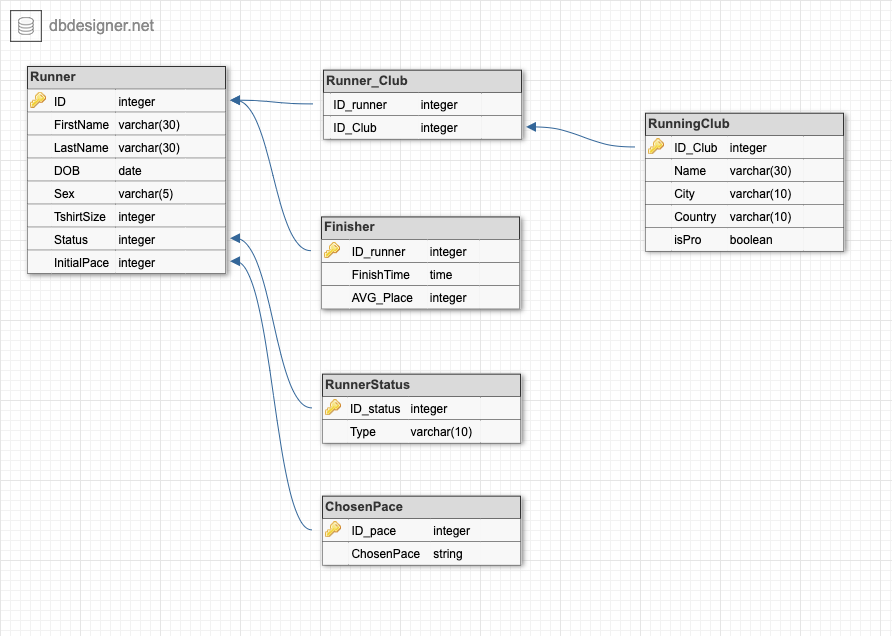 dbdesigner.net
Runner
ID integer
FirstName varchar(30)
LastName varchar(30)
DOB date
Sex varchar(5)
TshirtSize integer
Status integer
InitialPace integer
Runner_Club
ID_runner integer
ID_Club integer
RunningClub
ID_Club integer
Name varchar(30)
City varchar(10)
Country varchar(10)
isPro boolean
Finisher
ID_runner integer
FinishTime time
AVG_Place integer
RunnerStatus
ID_status integer
Type varchar(10)
ChosenPace
ID_pace integer
ChosenPace string